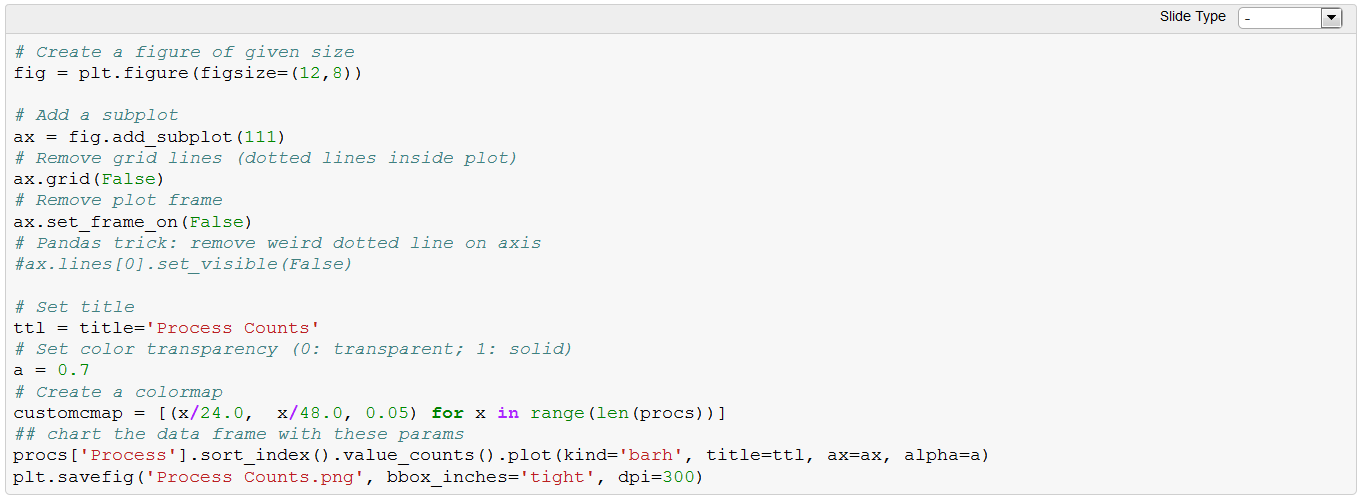 Slide Type -
# Create a figure of given size
fig = plt.figure(figsize=(12,8))
# Add a subplot
ax = fig.add_subplot(111)
# Remove grid lines (dotted lines inside plot)
ax.grid(False)
# Remove plot frame
ax.set_frame_on(False)
# Pandas trick: remove weird dotted line on axis
#ax.lines[0].set_visible(False)
# Set title
ttl = title='Process Counts'
# Set color transparency (0: transparent; 1: solid)
a = 0.7
# Create a colormap
customcmap = [(x/24.0,  x/48.0, 0.05) for x in range(len(procs))]
## chart the data frame with these params
procs['Process'].sort_index().value_counts().plot(kind='barh', title=ttl, ax=ax, alpha=a)
plt.savefig('Process Counts.png', bbox_inches='tight', dpi=300)